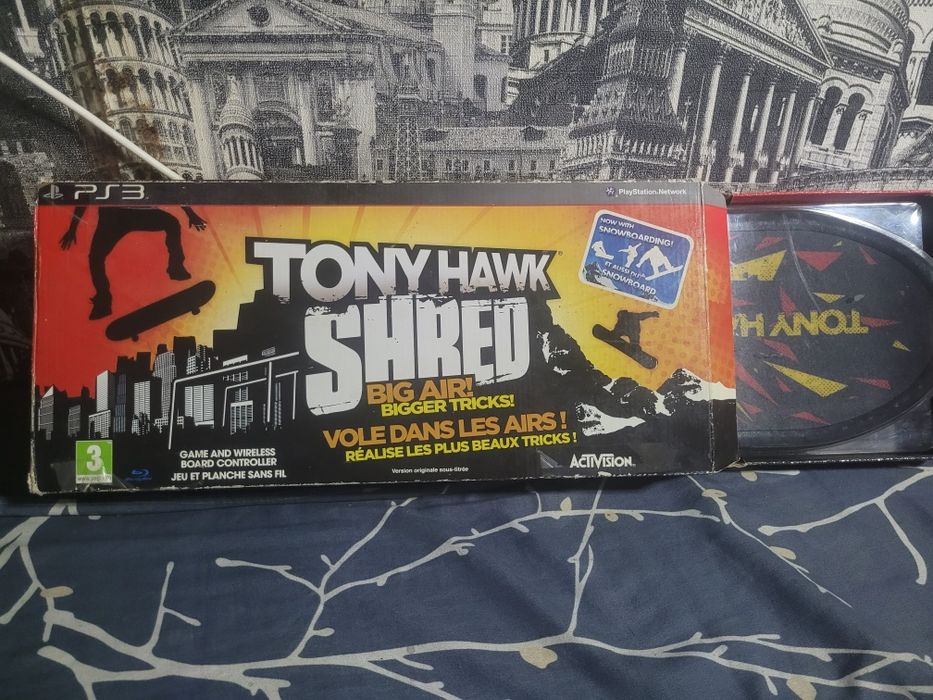 PS3
PlayStation Network
NOW WITH
SNOWBOARDING!
ET AUSSI DU
SNOWBOARD
TONY HAWK
SHRED
BIG AIR!
BIGGER TRICKS!
VOLE DANS LES AIRS !
RÉALISE LES PLUS BEAUX TRICKS !
GAME AND WIRELESS
BOARD CONTROLLER
JEU ET PLANCHE SANS FIL
Version originale sous-titrée
ACTIVISION
3
TONY HAW